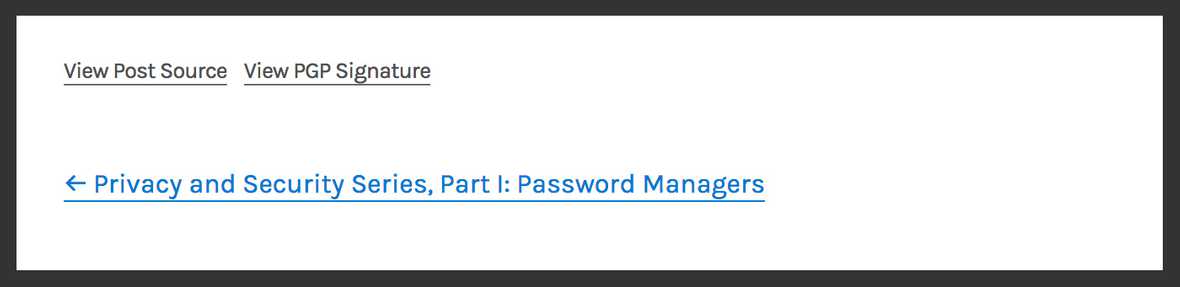 View Post Source View PGP Signature
← Privacy and Security Series, Part I: Password Managers